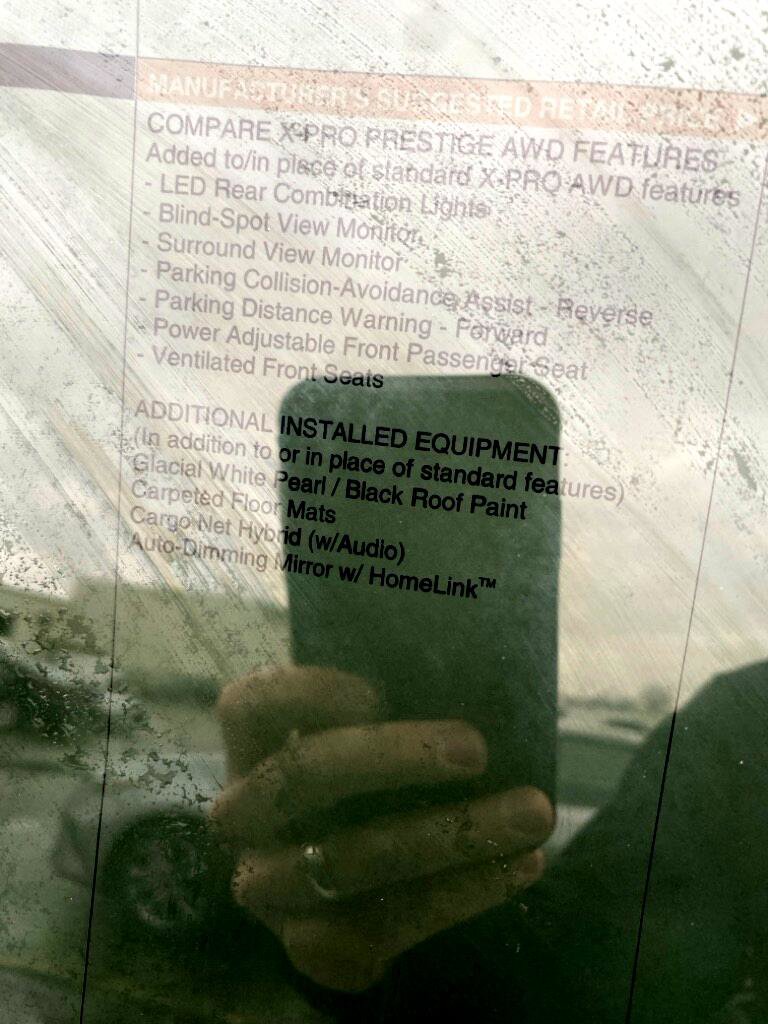 MANUFACTURER'S SUGGESTED RETAIL PRICE
COMPARE X-PRO PRESTIGE AWD FEATURES
Added to/in place of standard X-PRO AWD features
- LED Rear Combination Lights
- Blind-Spot View Monitor
- Surround View Monitor
- Parking Collision-Avoidance Assist - Reverse
- Parking Distance Warning - Forward
Power Adjustable Front Passenger Seat
- Ventilated Front Seats
ADDITIONAL INSTALLED EQUIPMENT
(In addition to or in place of standard features)
Glacial White Pearl / Black Roof Paint
Carpeted Floor Mats
Cargo Net Hybrid (w/Audio)
Auto-Dimming Mirror w/ HomeLink™